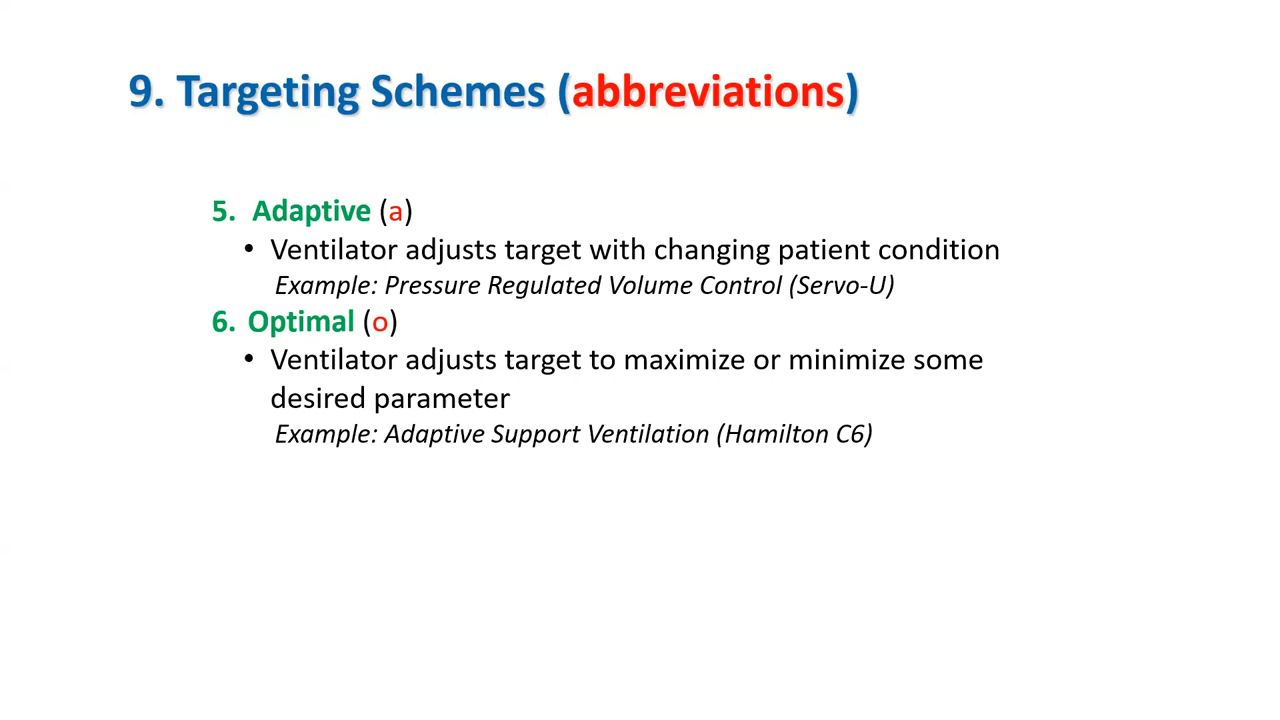 9. Targeting Schemes (abbreviations)
5. Adaptive (a)
• Ventilator adjusts target with changing patient condition
Example: Pressure Regulated Volume Control (Servo-U)
6. Optimal (o)
• Ventilator adjusts target to maximize or minimize some
desired parameter
Example: Adaptive Support Ventilation (Hamilton C6)